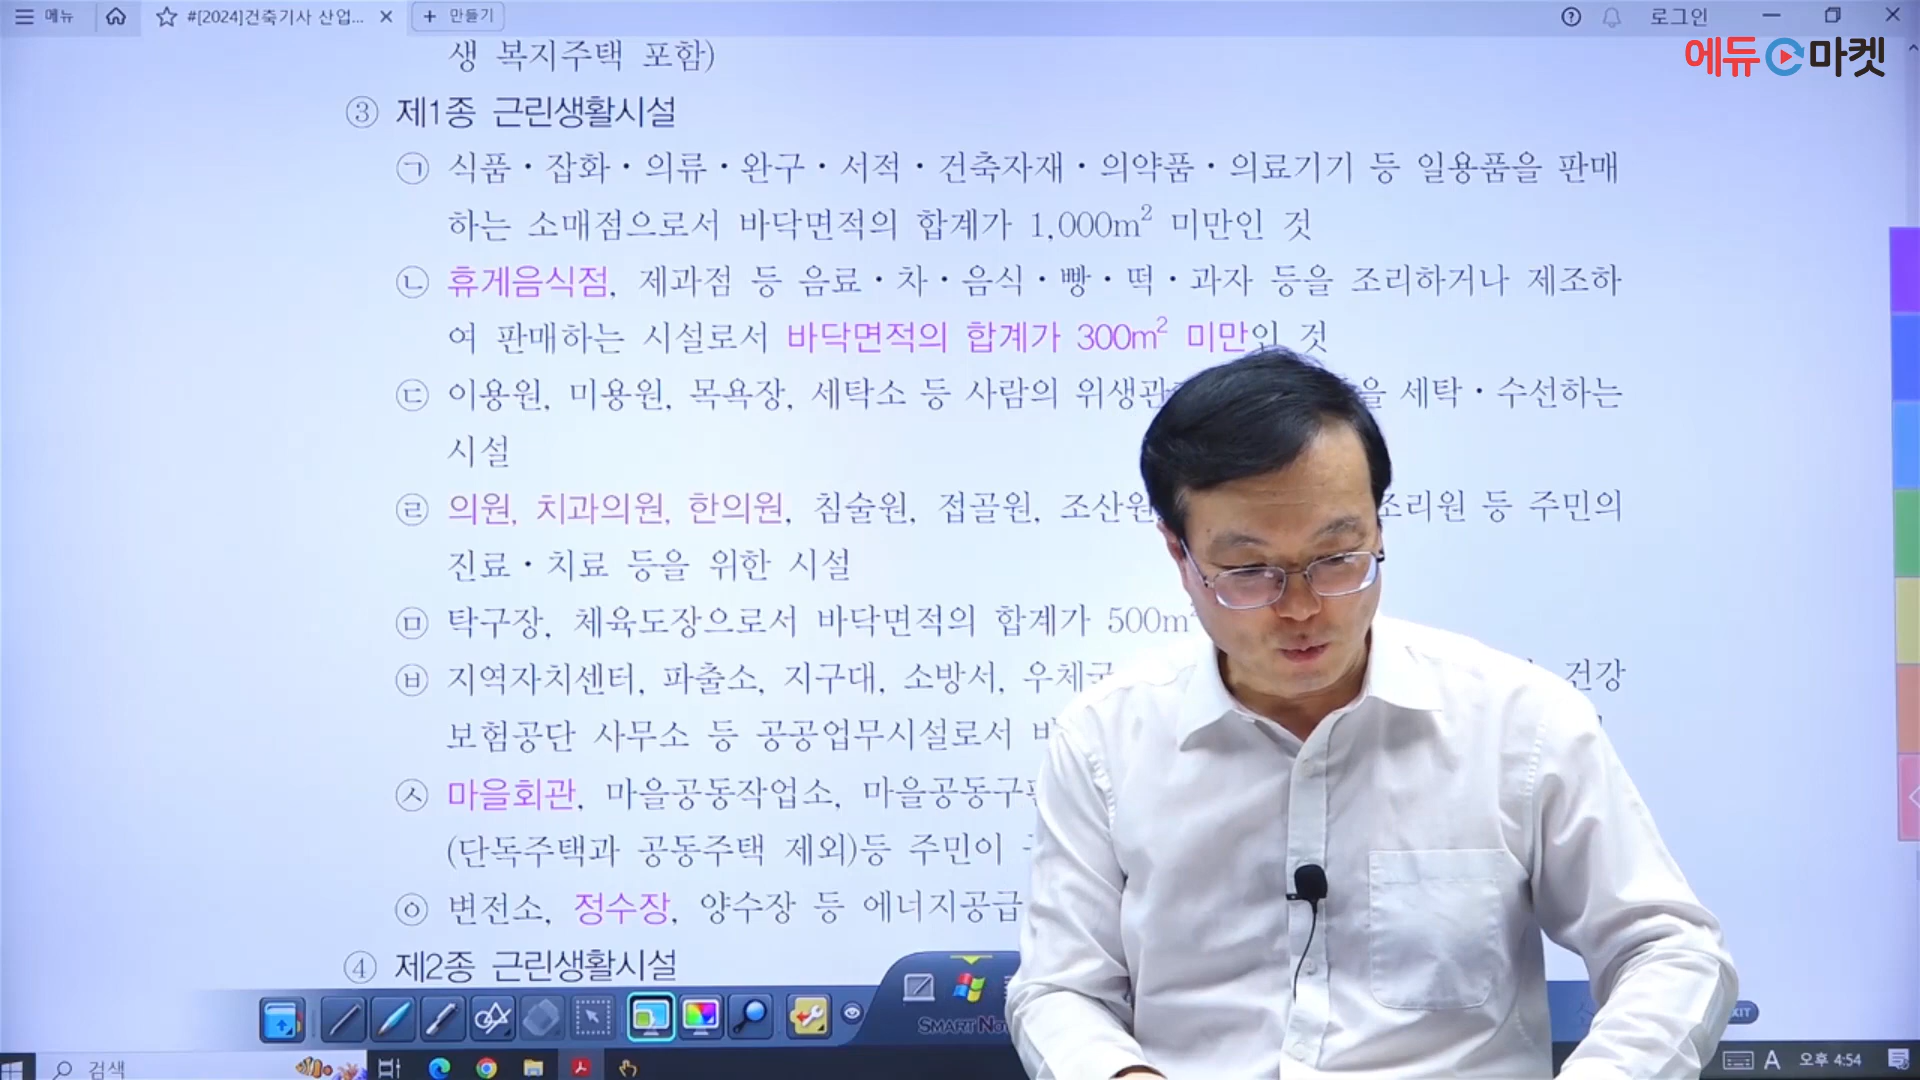 메뉴
#[2024]건축기사 산업...
만들기
로그인
에듀 마켓
생 복지주택 포함)
③ 제1종 근린생활시설
㉠ 식품·잡화·의류·완구·서적·건축자재·의약품·의료기기 등 일용품을 판매
하는 소매점으로서 바닥면적의 합계가 1,000m² 미만인 것
㉡ 휴게음식점, 제과점 등 음료·차·음식·빵·떡·과자 등을 조리하거나 제조하
여 판매하는 시설로서 바닥면적의 합계가 300m² 미만인 것
㉢ 이용원, 미용원, 목욕장, 세탁소 등 사람의 위생관 을 세탁·수선하는
시설
㉣ 의원, 치과의원, 한의원, 침술원, 접골원, 조산원 조리원 등 주민의
진료·치료 등을 위한 시설
㉤ 탁구장, 체육도장으로서 바닥면적의 합계가 500m²
㉥ 지역자치센터, 파출소, 지구대, 소방서, 우체국 건강
보험공단 사무소 등 공공업무시설로서
㉦ 마을회관, 마을공동작업소, 마을공동구
(단독주택과 공동주택 제외)등 주민이
㉧ 변전소, 정수장, 양수장 등 에너지공급
④ 제2종 근린생활시설
SMART No
XIT
검색
A 오후 4:54